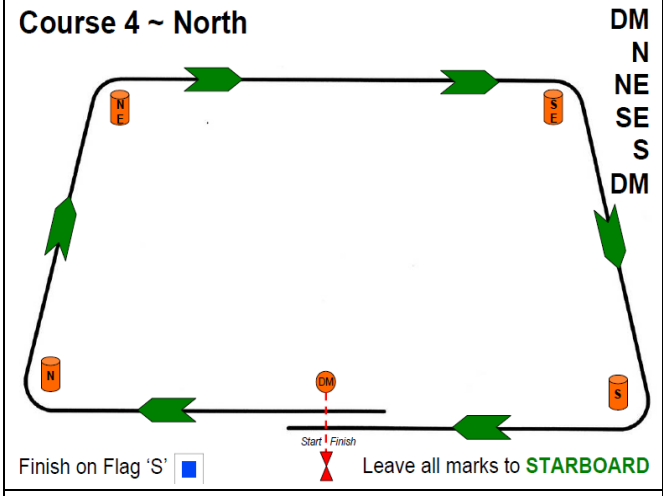 Course 4 ~ North
DM
N
NE
SE
S
DM
N
E
S
E
N
S
DM
Start
Finish
Finish on Flag ‘S’
Leave all marks to STARBOARD